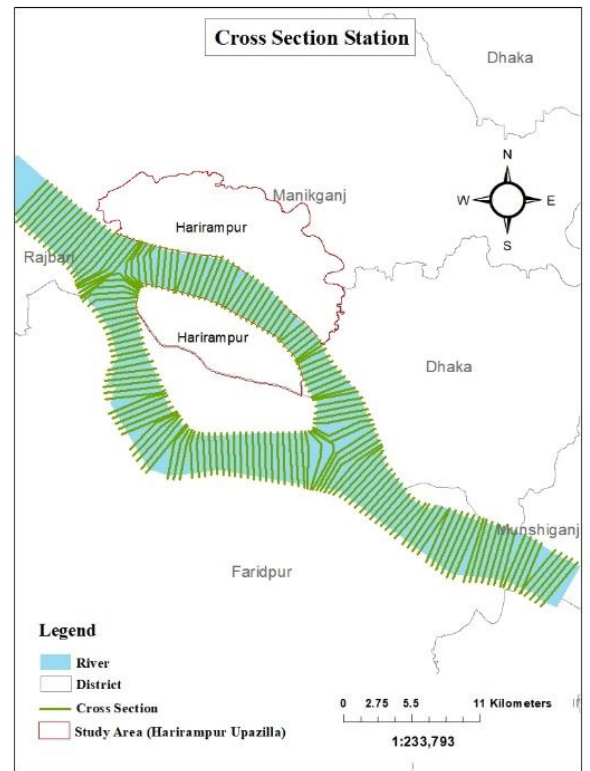 Cross Section Station
Dhaka
N
W E
S
Manikganj
Harirampur
Rajbari
Harirampur
Dhaka
Munshiganj
Faridpur
Legend
River
District
Cross Section
Study Area (Harirampur Upazilla)
0 2.75 5.5 11 Kilometers
1:233,793